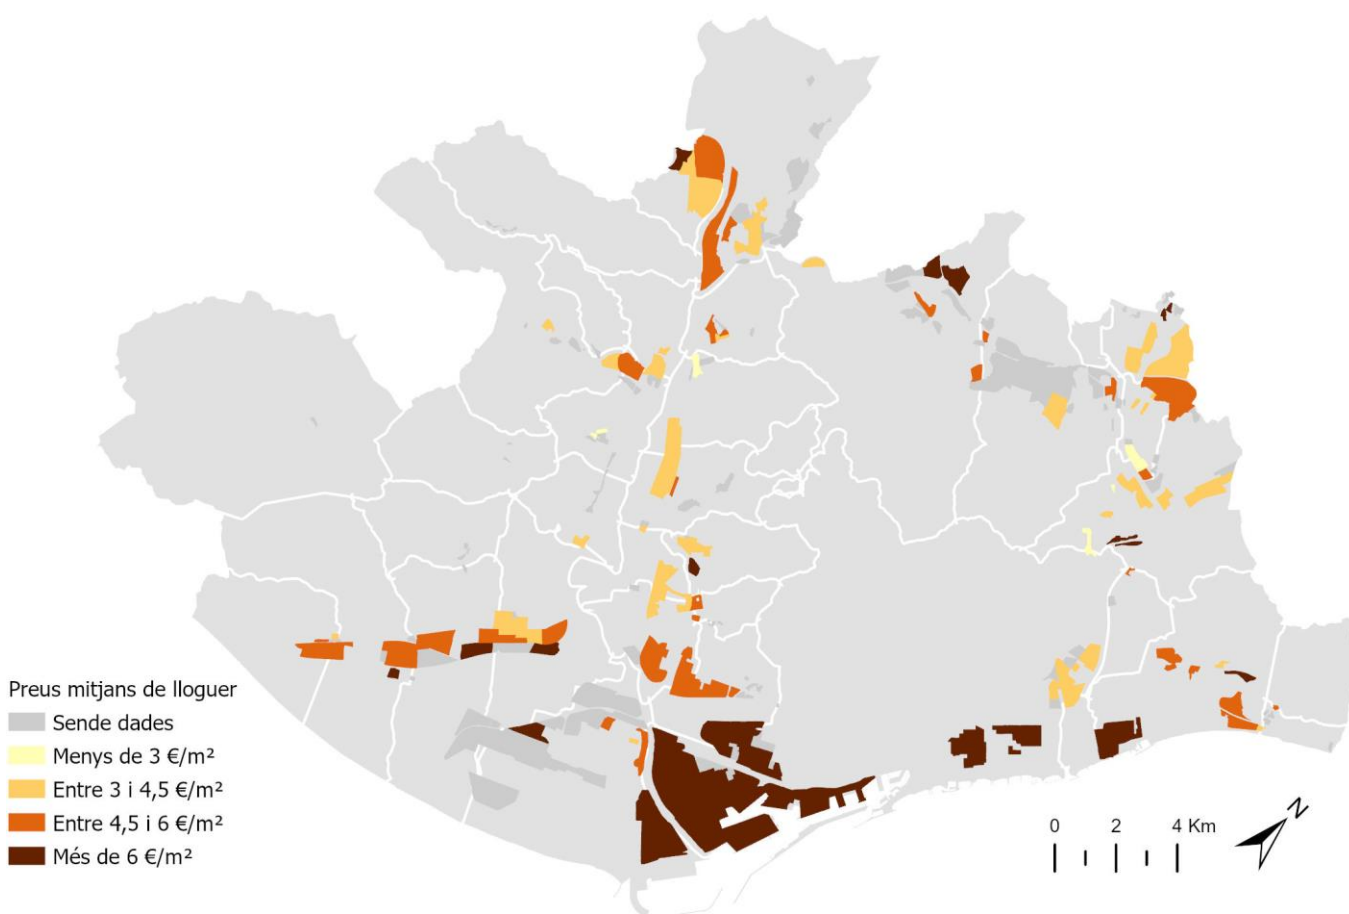 Preus mitjans de lloguer
Sende dades
Menys de 3 €/m²
Entre 3 i 4,5 €/m²
Entre 4,5 i 6 €/m²
Més de 6 €/m²
0 2 4 Km
N